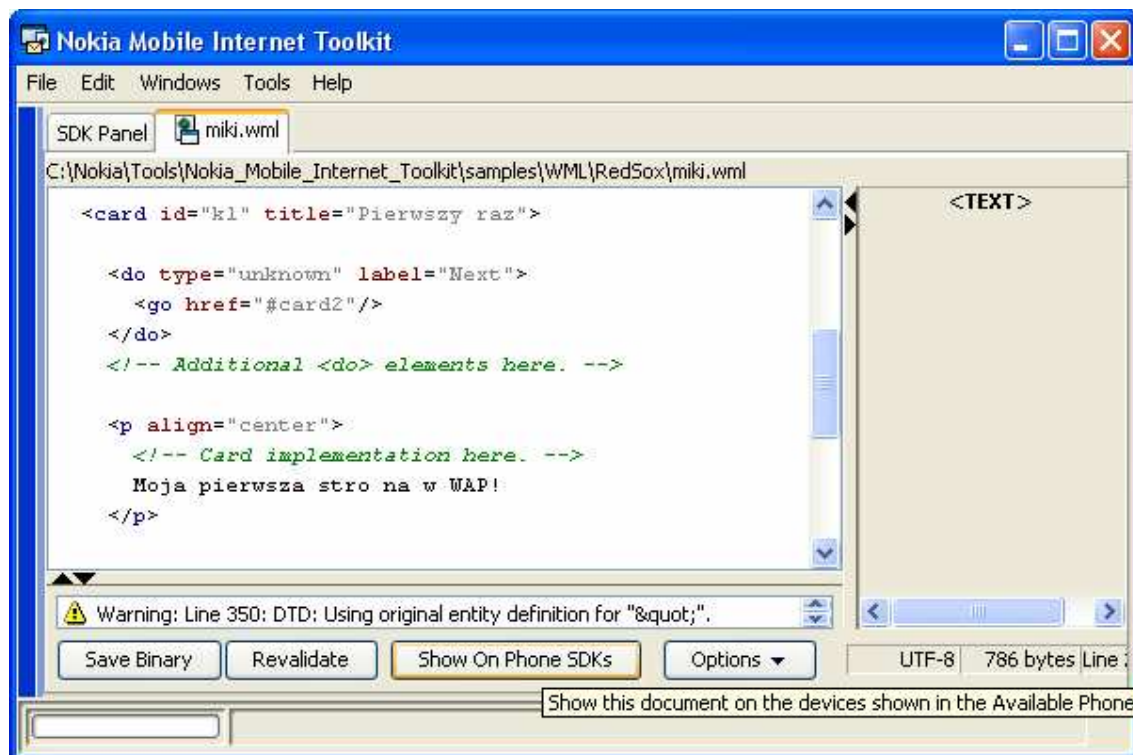 Nokia Mobile Internet Toolkit
File Edit Windows Tools Help
SDK Panel miki.wml
C:\Nokia\Tools\Nokia_Mobile_Internet_Toolkit\samples\WML\RedSox\miki.wml
<card id="k1" title="Pierwszy raz">
<TEXT>
<do type="unknown" label="Next">
<go href="#card2"/>
</do>
<!-- Additional <do> elements here. -->
<p align="center">
<!-- Card implementation here. -->
Moja pierwsza stro na w WAP!
</p>
Warning: Line 350: DTD: Using original entity definition for "&quot;".
Save Binary Revalidate Show On Phone SDKs Options UTF-8 786 bytes Line
Show this document on the devices shown in the Available Phone